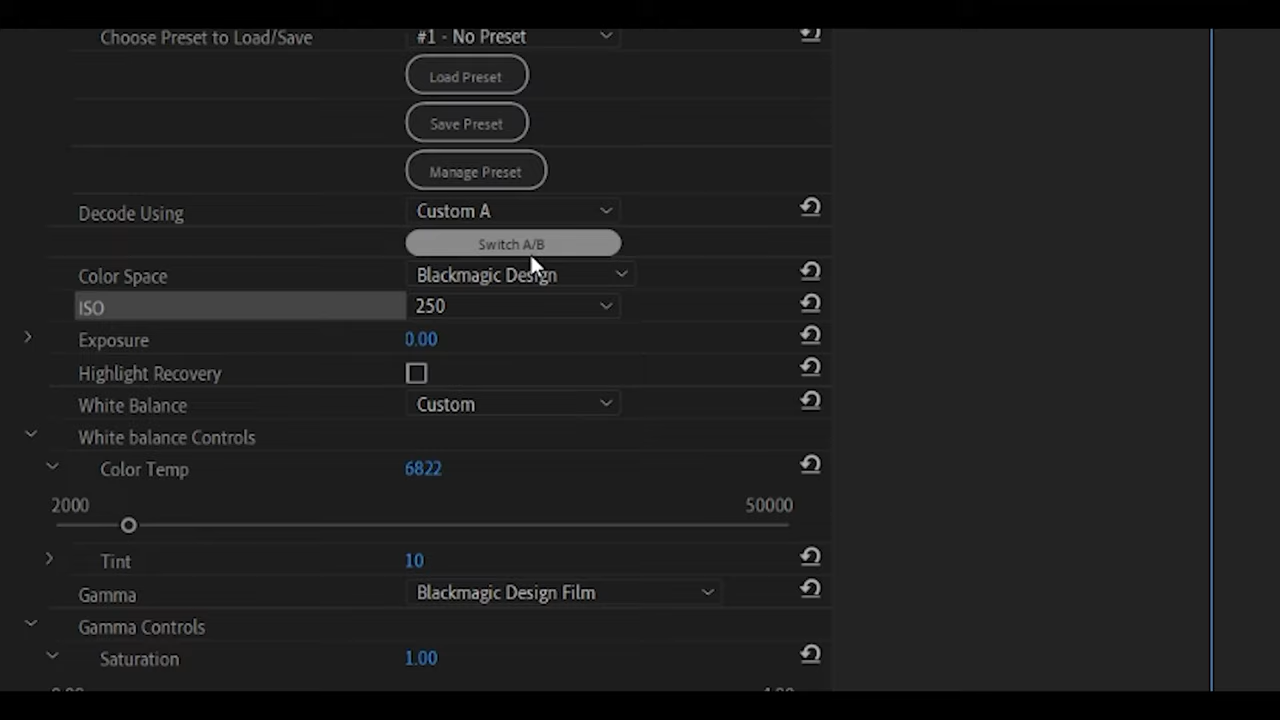 Choose Preset to Load/Save #1 - No Preset
Load Preset
Save Preset
Manage Preset
Decode Using Custom A
Switch A/B
Color Space Blackmagic Design
ISO 250
Exposure 0.00
Highlight Recovery
White Balance Custom
White balance Controls
Color Temp 6822
2000 50000
Tint 10
Gamma Blackmagic Design Film
Gamma Controls
Saturation 1.00